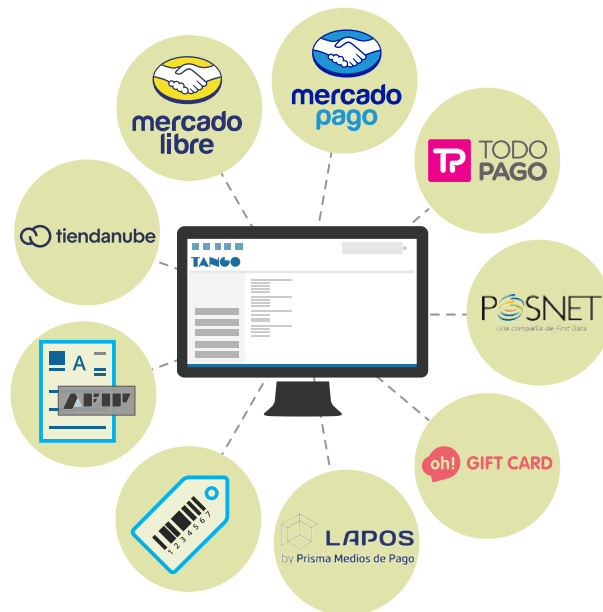 mercado
libre
mercado
pago
TP
TODO
PAGO
tiendanube
TANGO
POSNET
Una compañía de First Data
A
AFIP
oh!
GIFT CARD
1234567
LAPOS
by Prisma Medios de Pago